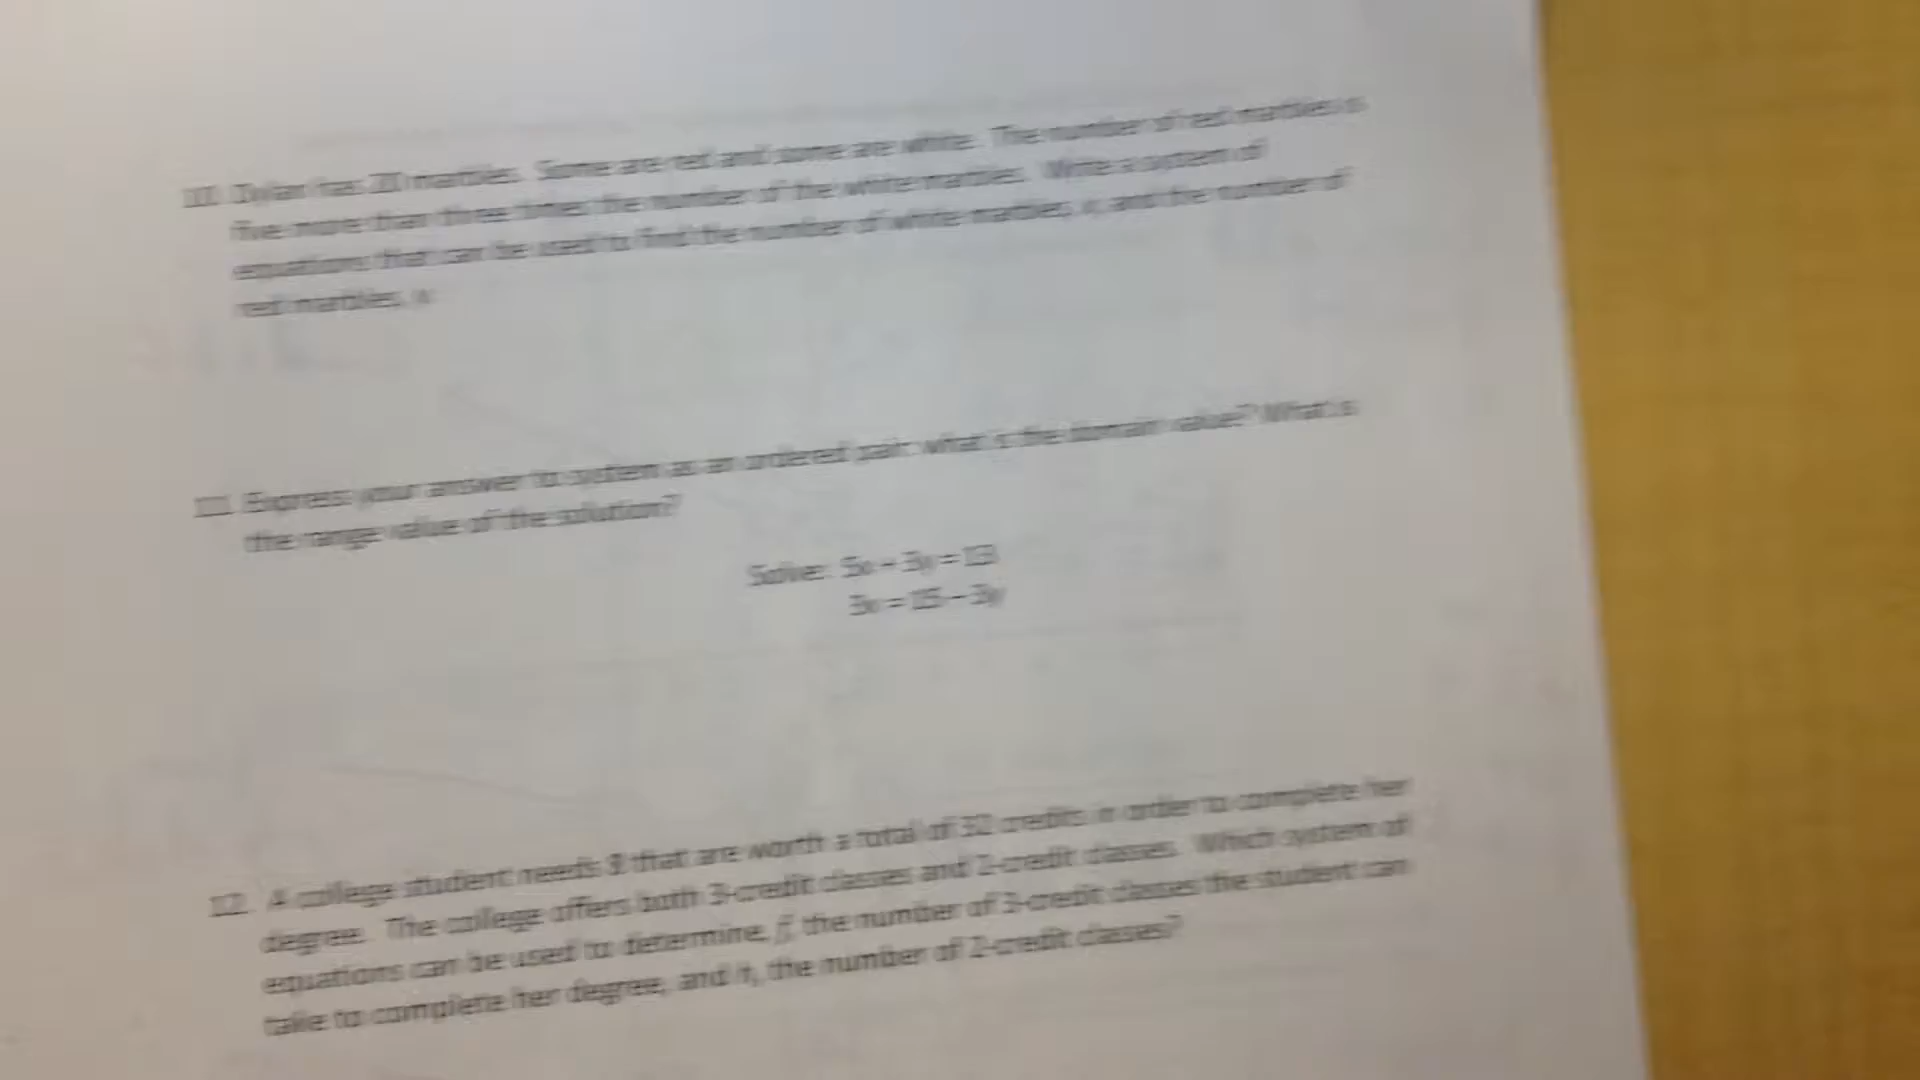 10. Dylan has 20 marbles. Some are red and some are white. The number of red marbles is
five more than three times the number of the white marbles. Write a system of
equations that can be used to find the number of white marbles, and the number of
red marbles,
11. Express your answer to system as an ordered pair: what is the domain value? What is
the range value of the solution?
Solve:
12. A college student needs that are worth a total of 32 credits in order to complete her
degree. The college offers both 3-credit classes and 2-credit classes. Which system of
equations can be used to determine, f, the number of 3-credit classes the student can
take to complete her degree, and the number of 2-credit classes?